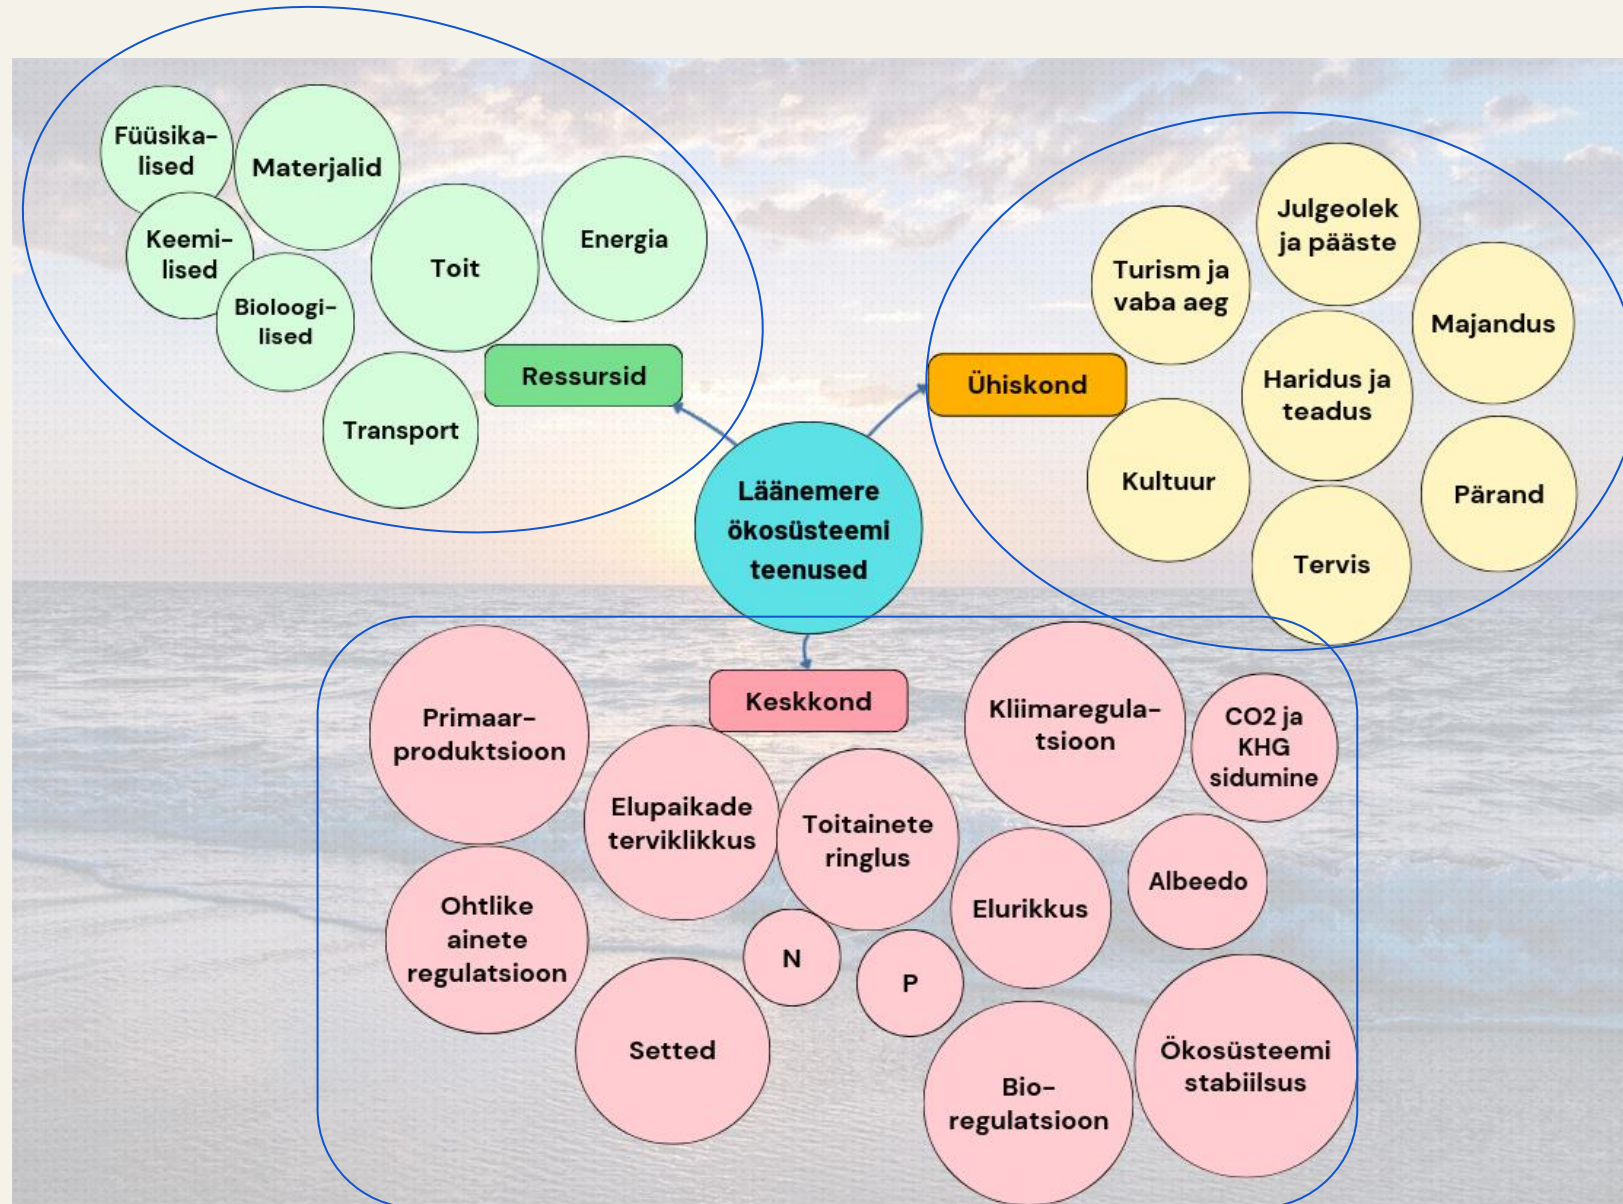 Füüsika-
lised
Materjalid
Keemi-
lised
Bioloogi-
lised
Toit
Energia
Transport
Ressursid
Läänemere
ökosüsteemi
teenused
Ühiskond
Turism ja
vaba aeg
Julgeolek
ja pääste
Majandus
Haridus ja
teadus
Kultuur
Pärand
Tervis
Keskkond
Primaar-
produktsioon
Elupaikade
terviklikkus
Toitainete
ringlus
Kliimaregula-
tsioon
CO2 ja
KHG
sidumine
Albeedo
Elurikkus
Ohtlike
ainete
regulatsioon
N
P
Setted
Bio-
regulatsioon
Ökosüsteemi
stabiilsus